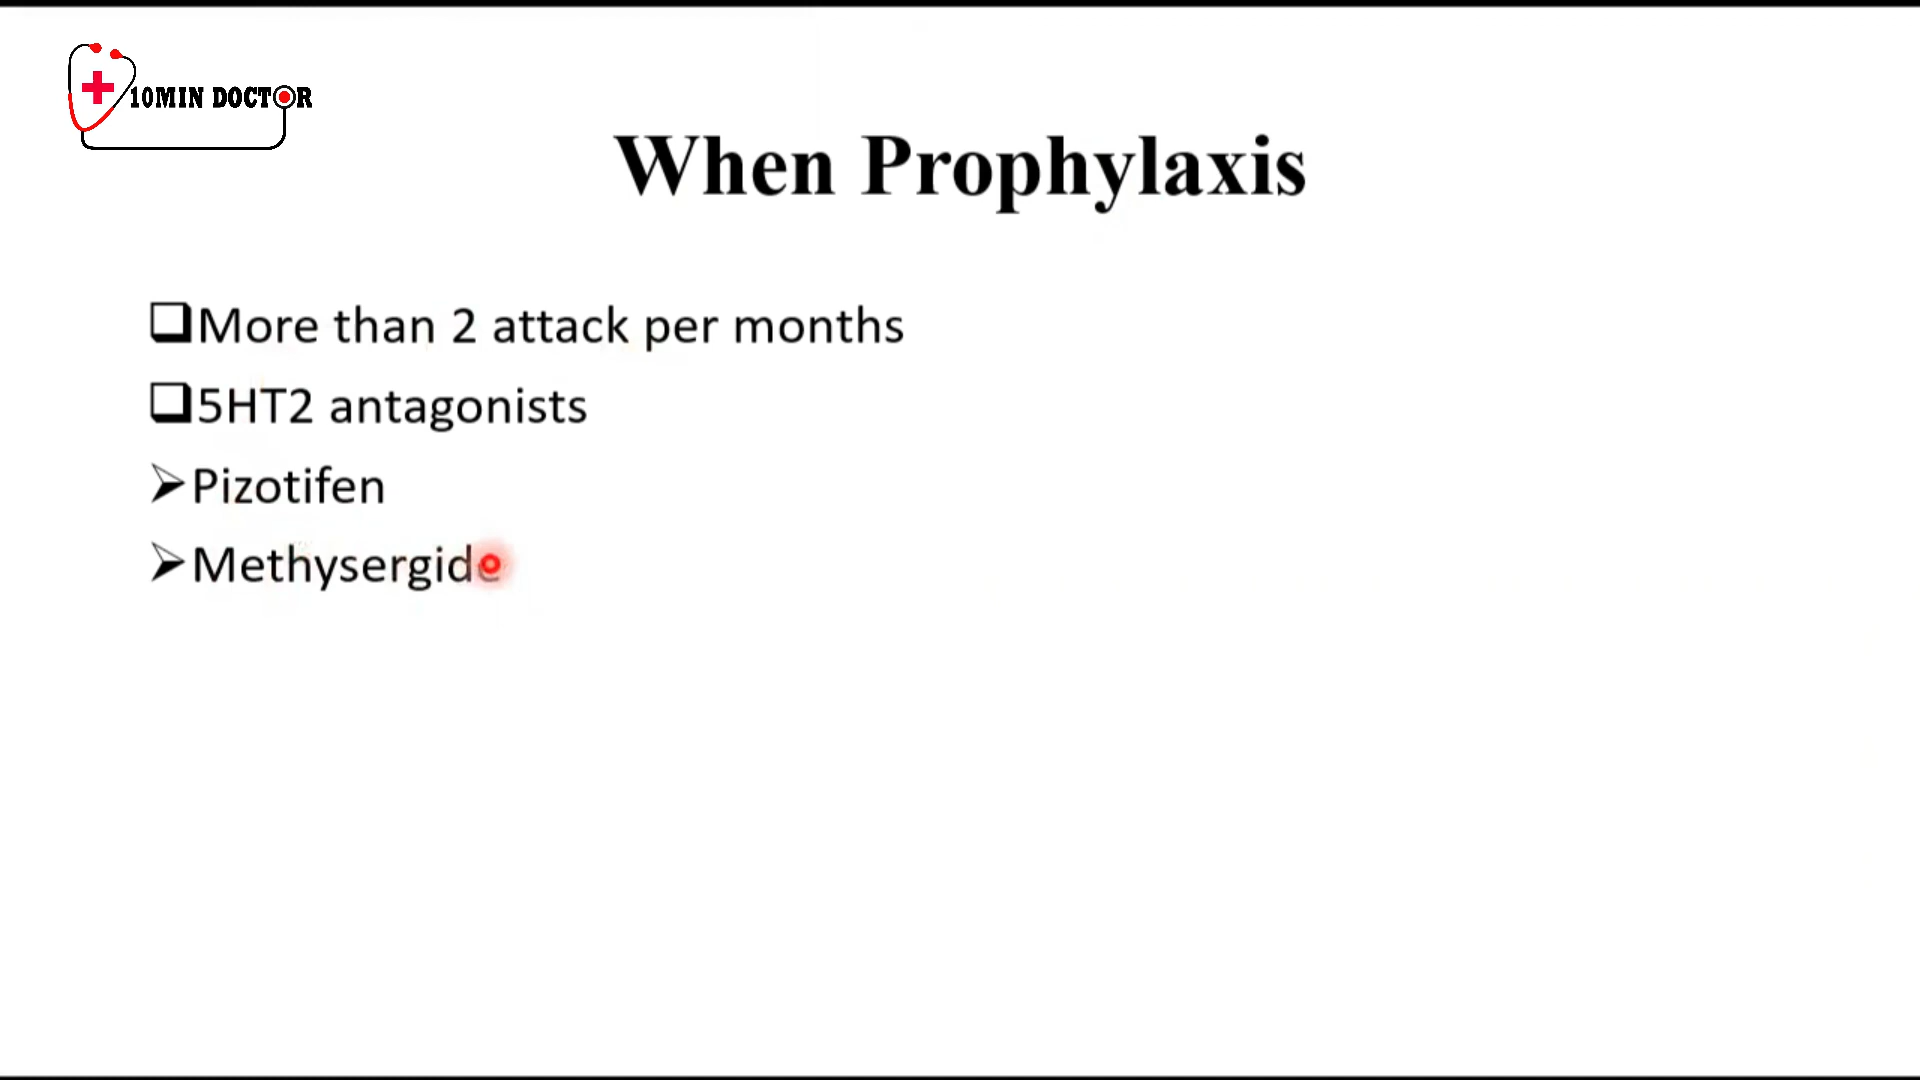 10MIN DOCTOR
When Prophylaxis
More than 2 attack per months
5HT2 antagonists
Pizotifen
Methysergide